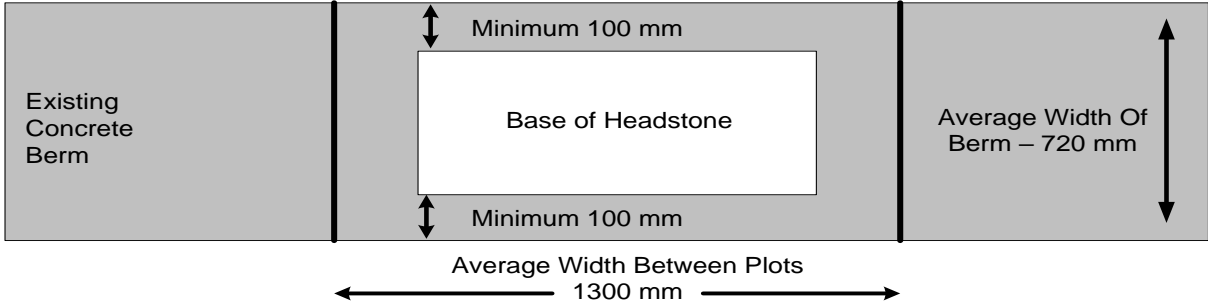 Minimum 100 mm
Existing
Concrete
Berm
Base of Headstone
Average Width Of
Berm – 720 mm
Minimum 100 mm
Average Width Between Plots
1300 mm